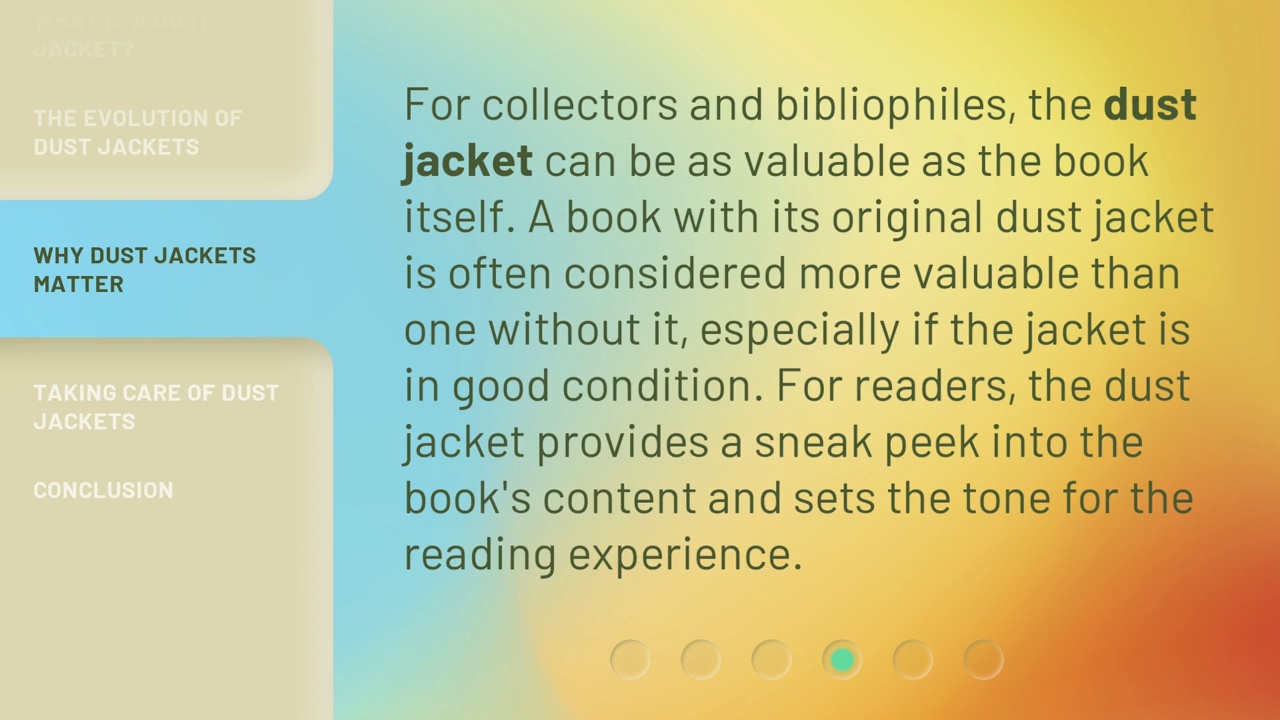 WHAT IS A DUST
JACKET?
THE EVOLUTION OF
DUST JACKETS
WHY DUST JACKETS
MATTER
TAKING CARE OF DUST
JACKETS
CONCLUSION
For collectors and bibliophiles, the dust
jacket can be as valuable as the book
itself. A book with its original dust jacket
is often considered more valuable than
one without it, especially if the jacket is
in good condition. For readers, the dust
jacket provides a sneak peek into the
book's content and sets the tone for the
reading experience.